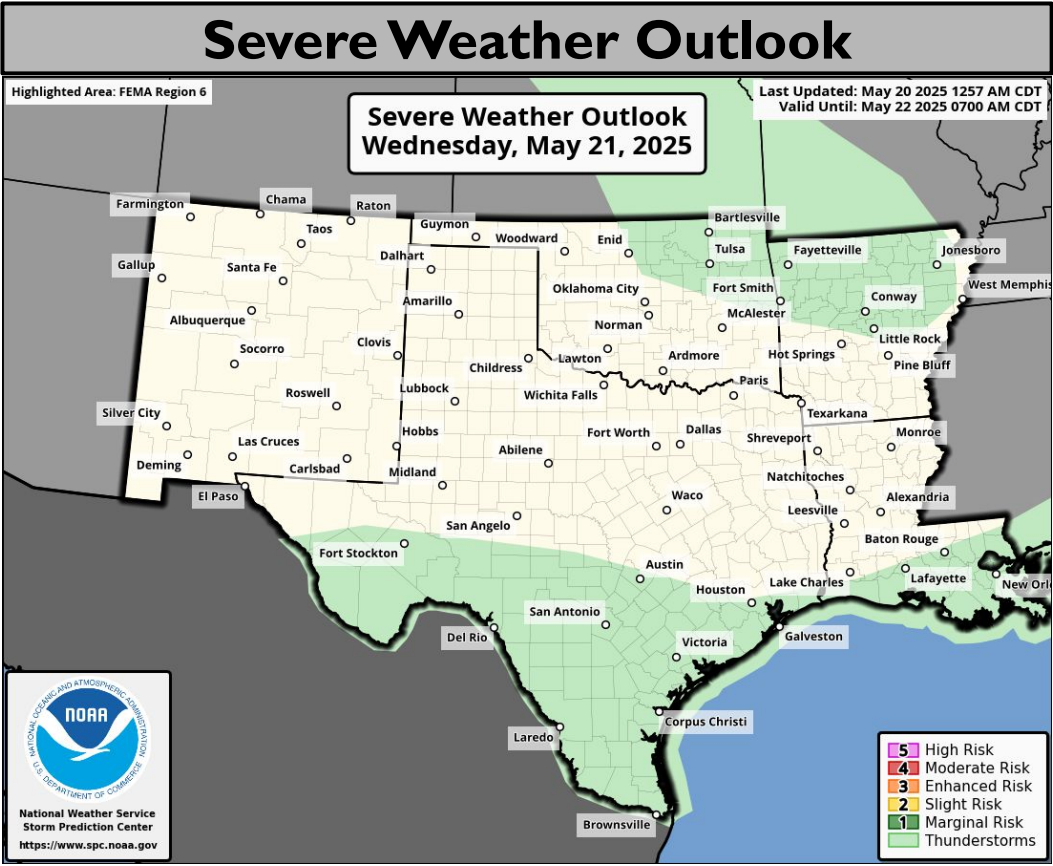 Severe Weather Outlook
Highlighted Area: FEMA Region 6
Last Updated: May 20 2025 1257 AM CDT
Valid Until: May 22 2025 0700 AM CDT
Severe Weather Outlook
Wednesday, May 21, 2025
Farmington
Chama
Raton
Taos
Guymon
Woodward
Enid
Bartlesville
Tulsa
Fayetteville
Jonesboro
Gallup
Santa Fe
Dalhart
Oklahoma City
Fort Smith
Conway
West Memphis
Albuquerque
Amarillo
Norman
McAlester
Little Rock
Socorro
Clovis
Childress
Lawton
Ardmore
Hot Springs
Pine Bluff
Roswell
Lubbock
Wichita Falls
Paris
Texarkana
Silver City
Las Cruces
Hobbs
Abilene
Fort Worth
Dallas
Shreveport
Monroe
Deming
Carlsbad
Midland
Natchitoches
El Paso
San Angelo
Waco
Leesville
Alexandria
Fort Stockton
Austin
Baton Rouge
Houston
Lake Charles
Lafayette
New Orl
San Antonio
Del Rio
Victoria
Galveston
Laredo
Corpus Christi
Brownsville
NATIONAL OCEANIC AND ATMOSPHERIC ADMINISTRATION
NOAA
U.S. DEPARTMENT OF COMMERCE
National Weather Service
Storm Prediction Center
https://www.spc.noaa.gov
5 High Risk
4 Moderate Risk
3 Enhanced Risk
2 Slight Risk
1 Marginal Risk
Thunderstorms